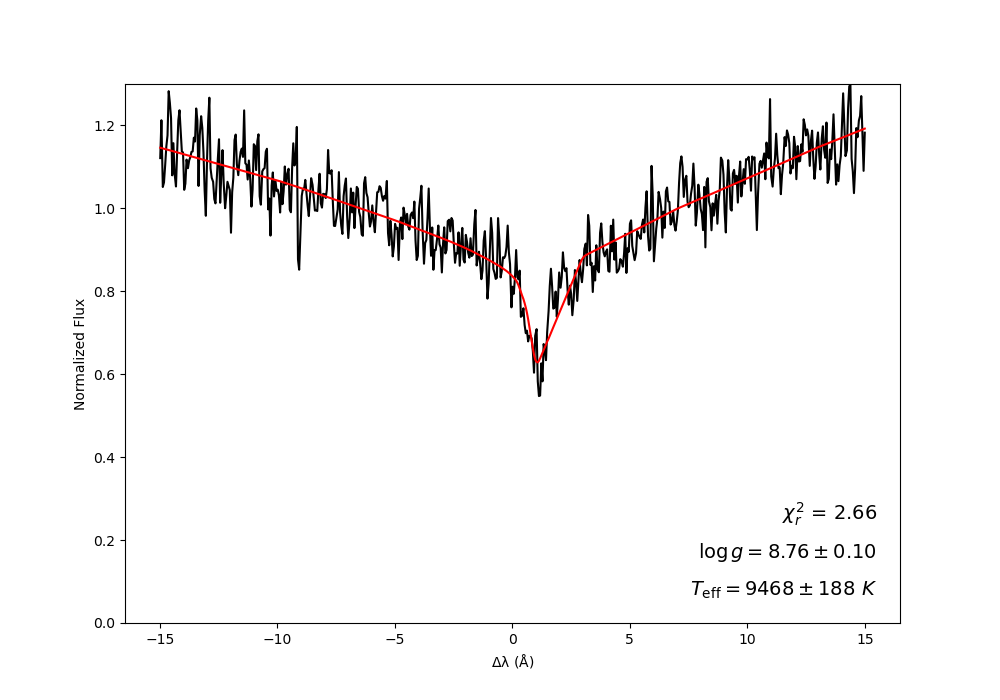 1.2
1.0
0.8
0.6
0.4
0.2
0.0
Normalized Flux
χ²ᵣ = 2.66
log g = 8.76 ± 0.10
T_eff = 9468 ± 188 K
−15 −10 −5 0 5 10 15
Δλ (Å)